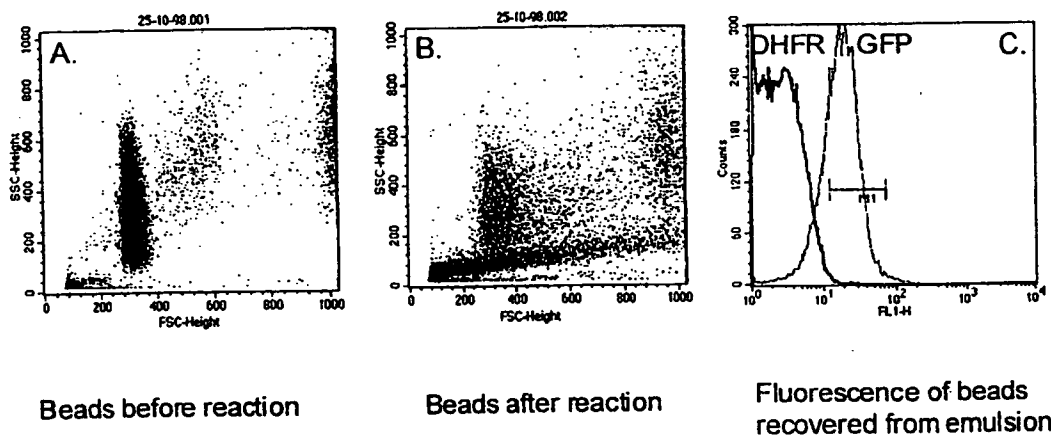 25-10-98.001
A.
1000
800
600
400
200
0
SSC-Height
0 200 400 600 800 1000
FSC-Height
Beads before reaction
25-10-98.002
B.
1000
800
600
400
200
0
SSC-Height
0 200 400 600 800 1000
FSC-Height
Beads after reaction
DHFR GFP C.
300
240
180
120
60
0
Counts
M1
10⁰ 10¹ 10² 10³ 10⁴
FL1-H
Fluorescence of beads
recovered from emulsion